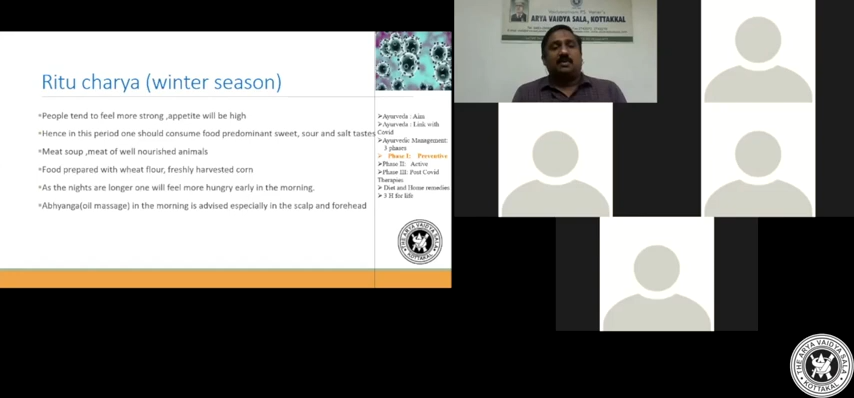 Ritu charya (winter season)
People tend to feel more strong ,appetite will be high
Hence in this period one should consume food predominant sweet, sour and salt tastes
Meat soup ,meat of well nourished animals
Food prepared with wheat flour, freshly harvested corn
As the nights are longer one will feel more hungry early in the morning.
Abhyanga(oil massage) in the morning is advised especially in the scalp and forehead
➢Ayurveda : Aim
➢Ayurveda : Link with
Covid
➢Ayurvedic Management:
3 phases
➢ Phase I: Preventive
➢Phase II: Active
➢Phase III: Post Covid
Therapies
➢ Diet and Home remedies
➢ 3 H for life
THE ARYA VAIDYA SALA
KOTTAKAL
ARYA VAIDYA SALA, KOTTAKKAL
THE ARYA VAIDYA SALA
KOTTAKAL